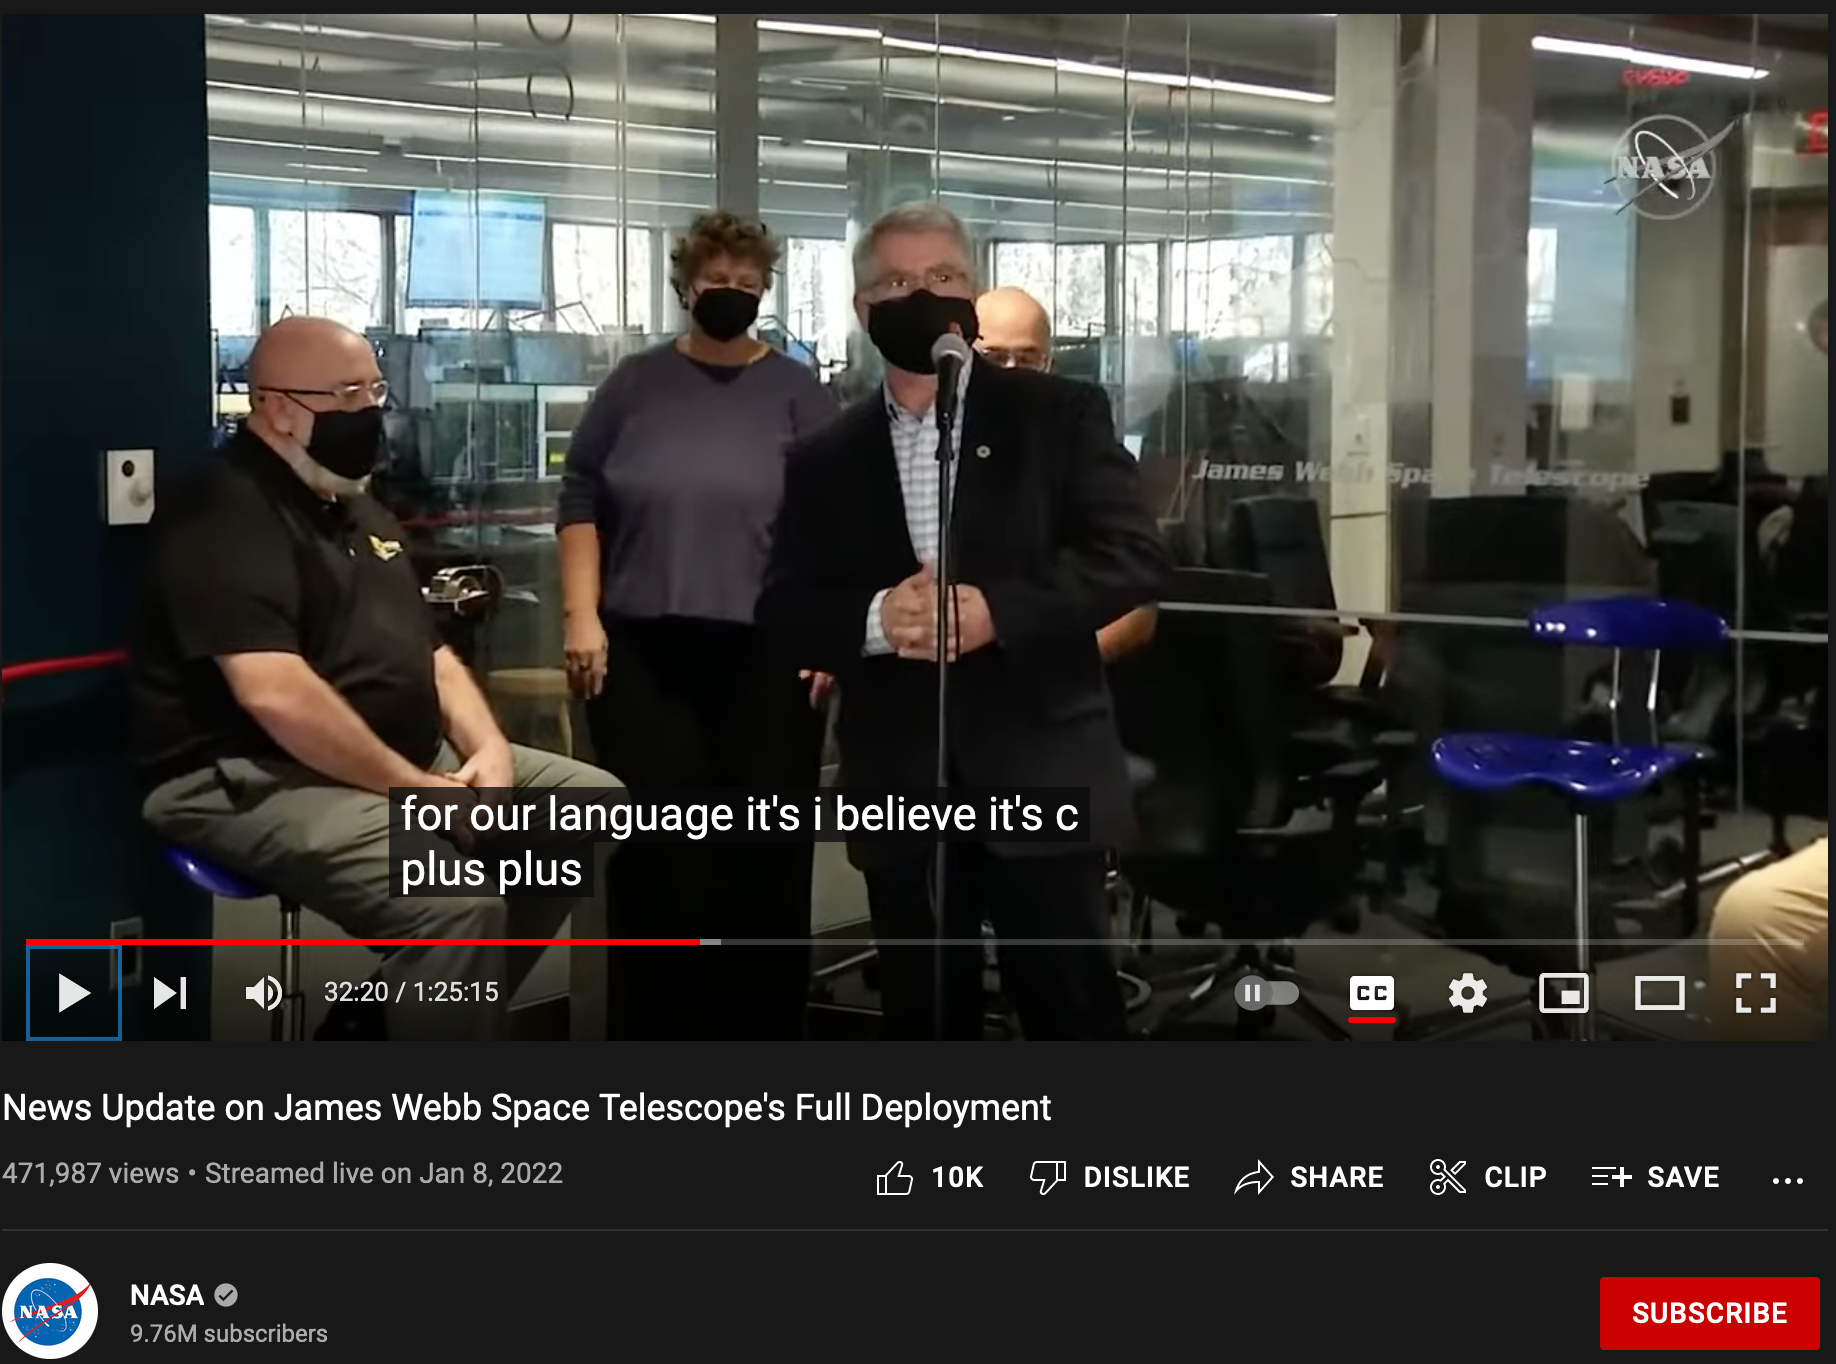 NASA
James Webb Space Telescope
for our language it's i believe it's c
plus plus
32:20 / 1:25:15
CC
News Update on James Webb Space Telescope's Full Deployment
471,987 views • Streamed live on Jan 8, 2022
10K
DISLIKE
SHARE
CLIP
SAVE
NASA
NASA
9.76M subscribers
SUBSCRIBE